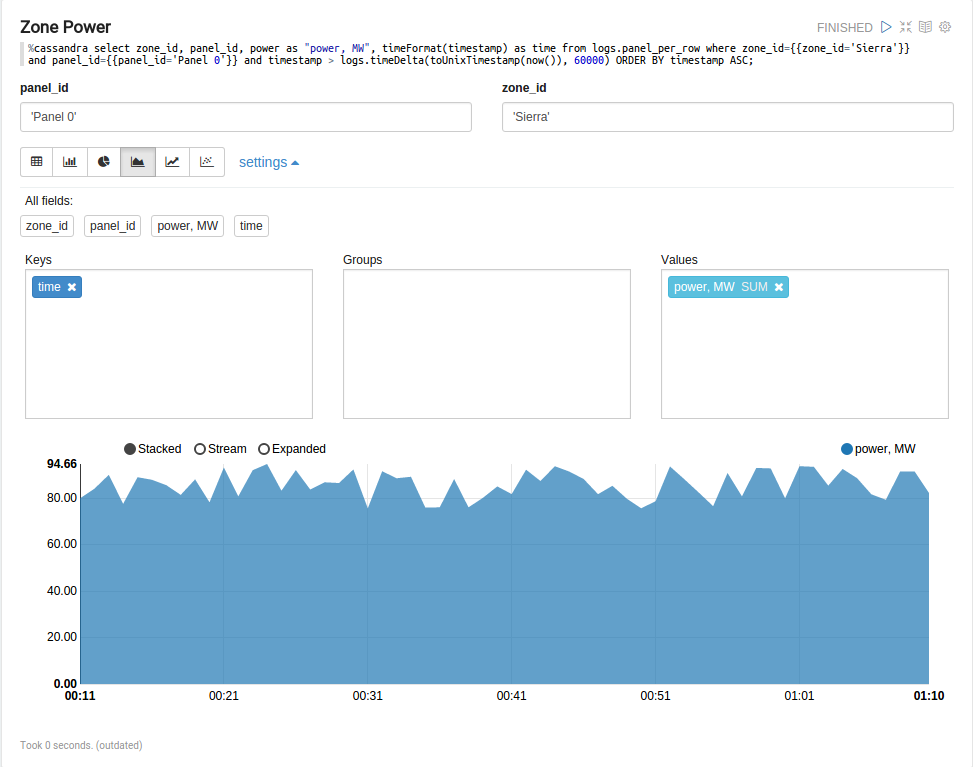 Zone Power
FINISHED
%cassandra select zone_id, panel_id, power as "power, MW", timeFormat(timestamp) as time from logs.panel_per_row where zone_id={{zone_id='Sierra'}}
and panel_id={{panel_id='Panel 0'}} and timestamp > logs.timeDelta(toUnixTimestamp(now()), 60000) ORDER BY timestamp ASC;
panel_id zone_id
'Panel 0' 'Sierra'
settings
All fields:
zone_id panel_id power, MW time
Keys Groups Values
time power, MW SUM
Stacked Stream Expanded power, MW
94.66
80.00
60.00
40.00
20.00
0.00
00:11 00:21 00:31 00:41 00:51 01:01 01:10
Took 0 seconds. (outdated)